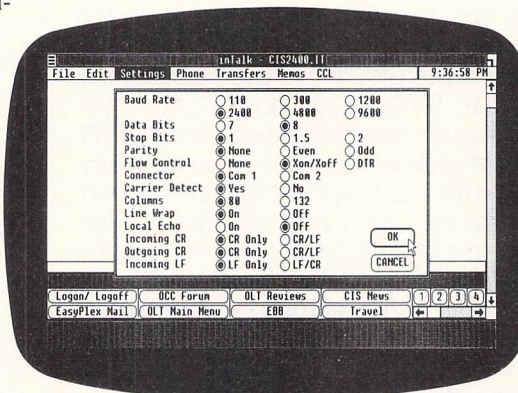 inTalk - CIS2400.IT
File Edit Settings Phone Transfers Memos CCL 9:36:58 PM
Baud Rate 110 300 1200
2400 4800 9600
Data Bits 7 8
Stop Bits 1 1.5 2
Parity None Even Odd
Flow Control None Xon/Xoff DTR
Connector Com 1 Com 2
Carrier Detect Yes No
Columns 80 132
Line Wrap On Off
Local Echo On Off
Incoming CR CR Only CR/LF
Outgoing CR CR Only CR/LF
Incoming LF LF Only LF/CR
OK
CANCEL
Logon/ Logoff OCC Forum OLT Reviews CIS News 1 2 3 4
EasyPlex Mail OLT Main Menu EBB Travel